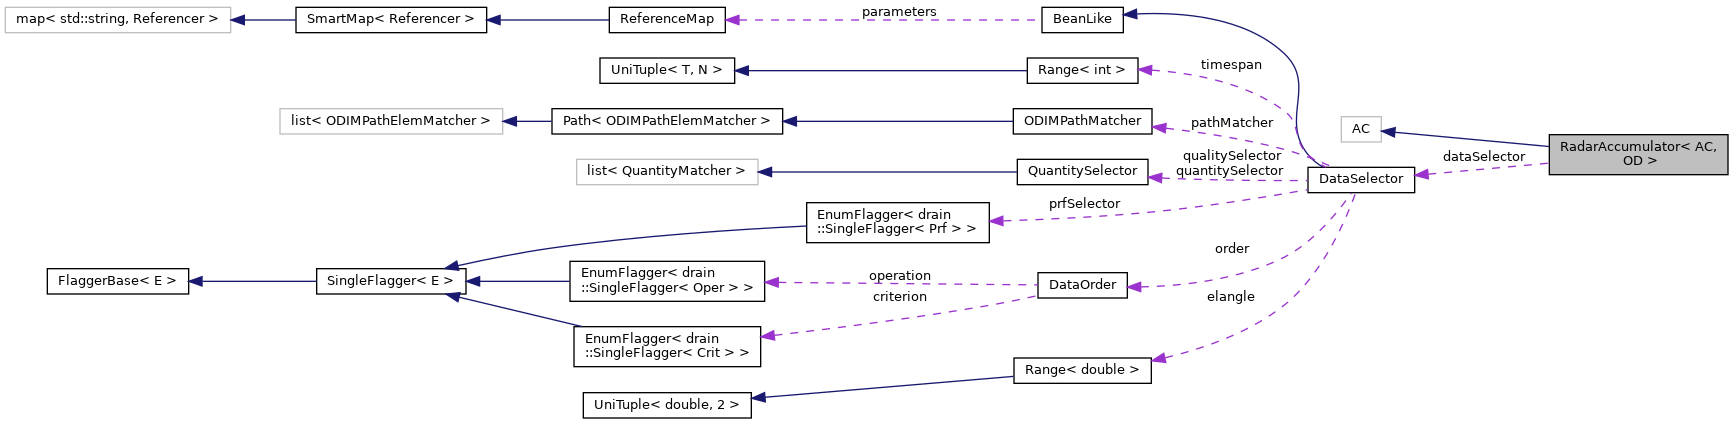 map< std::string, Referencer >
SmartMap< Referencer >
ReferenceMap
parameters
BeanLike
UniTuple< T, N >
Range< int >
timespan
list< ODIMPathElemMatcher >
Path< ODIMPathElemMatcher >
ODIMPathMatcher
pathMatcher
AC
RadarAccumulator< AC,
OD >
dataSelector
list< QuantityMatcher >
QuantitySelector
qualitySelector
quantitySelector
DataSelector
EnumFlagger< drain
::SingleFlagger< Prf > >
prfSelector
FlaggerBase< E >
SingleFlagger< E >
EnumFlagger< drain
::SingleFlagger< Oper > >
operation
criterion
DataOrder
order
elangle
EnumFlagger< drain
::SingleFlagger< Crit > >
Range< double >
UniTuple< double, 2 >